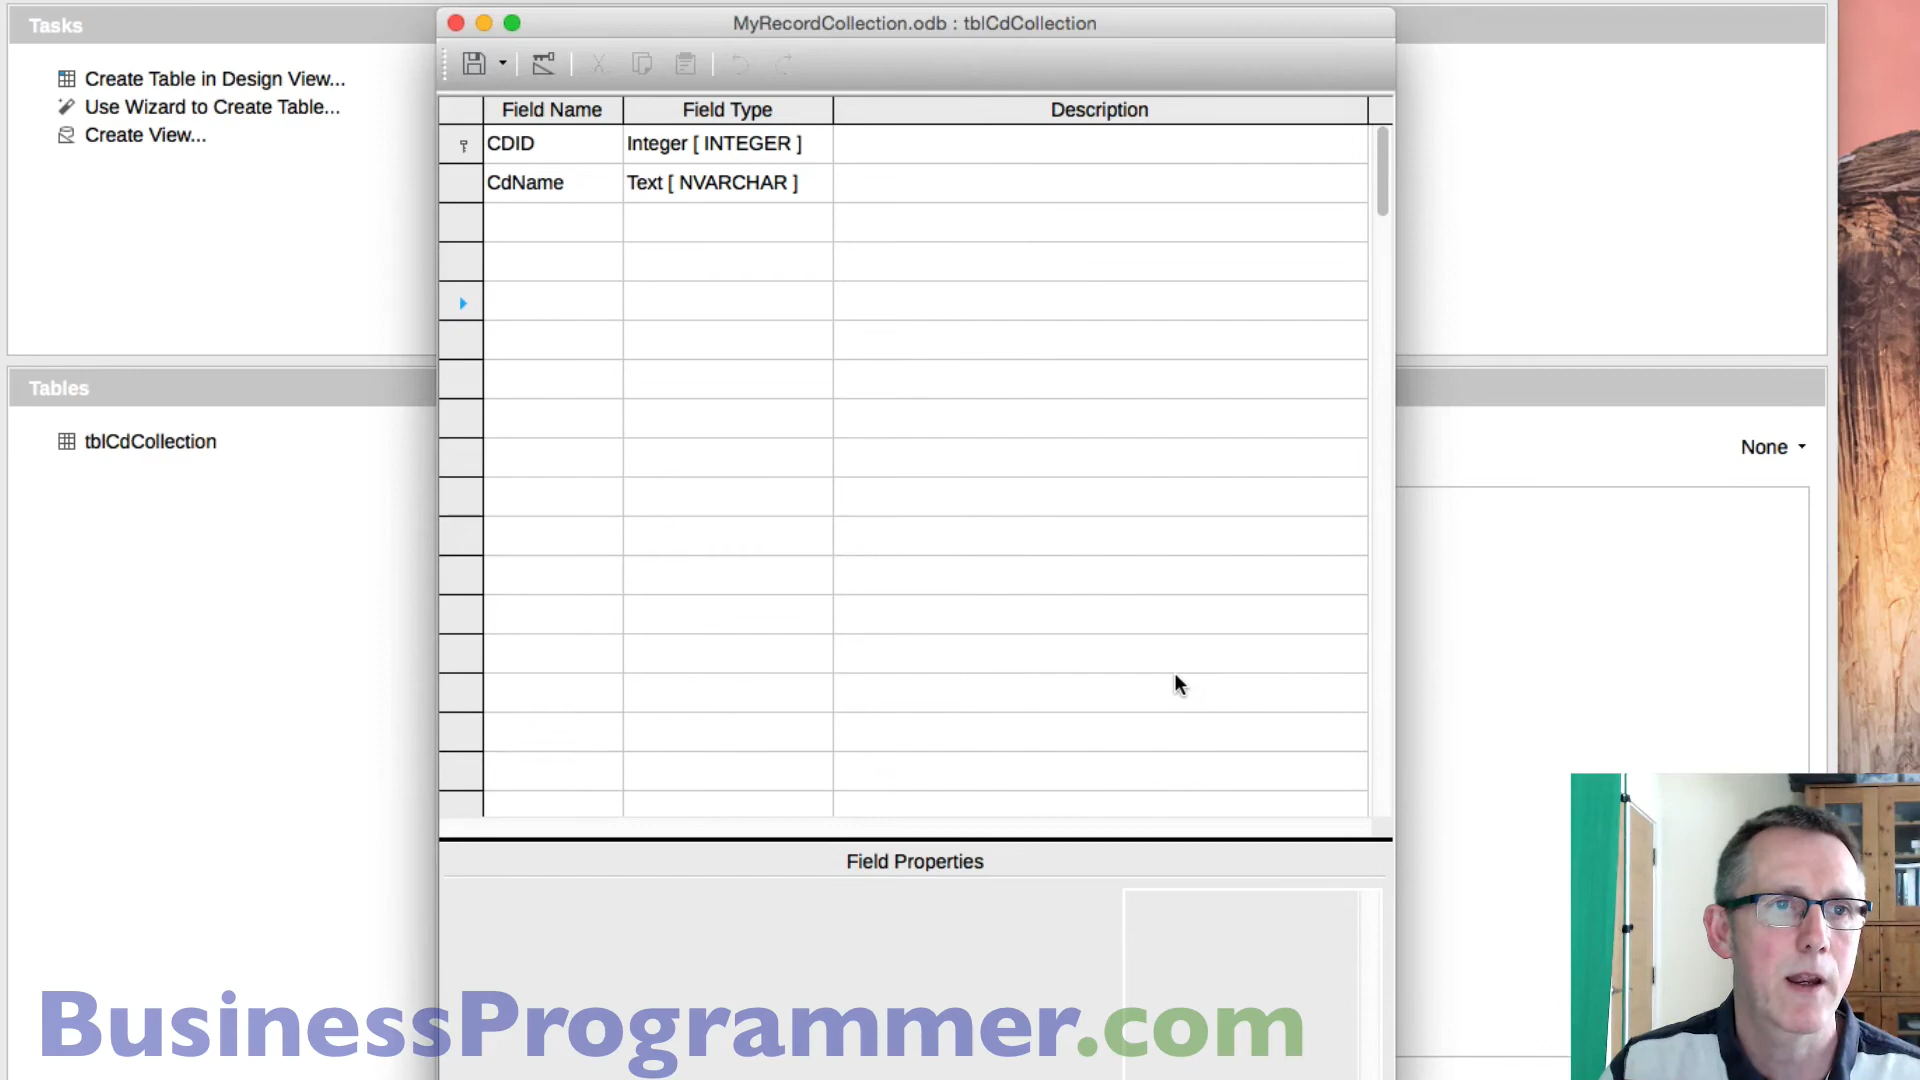 Tasks
Create Table in Design View...
Use Wizard to Create Table...
Create View...
Tables
tblCdCollection
MyRecordCollection.odb : tblCdCollection
Field Name Field Type Description
CDID Integer [ INTEGER ]
CdName Text [ NVARCHAR ]
Field Properties
None
BusinessProgrammer.com